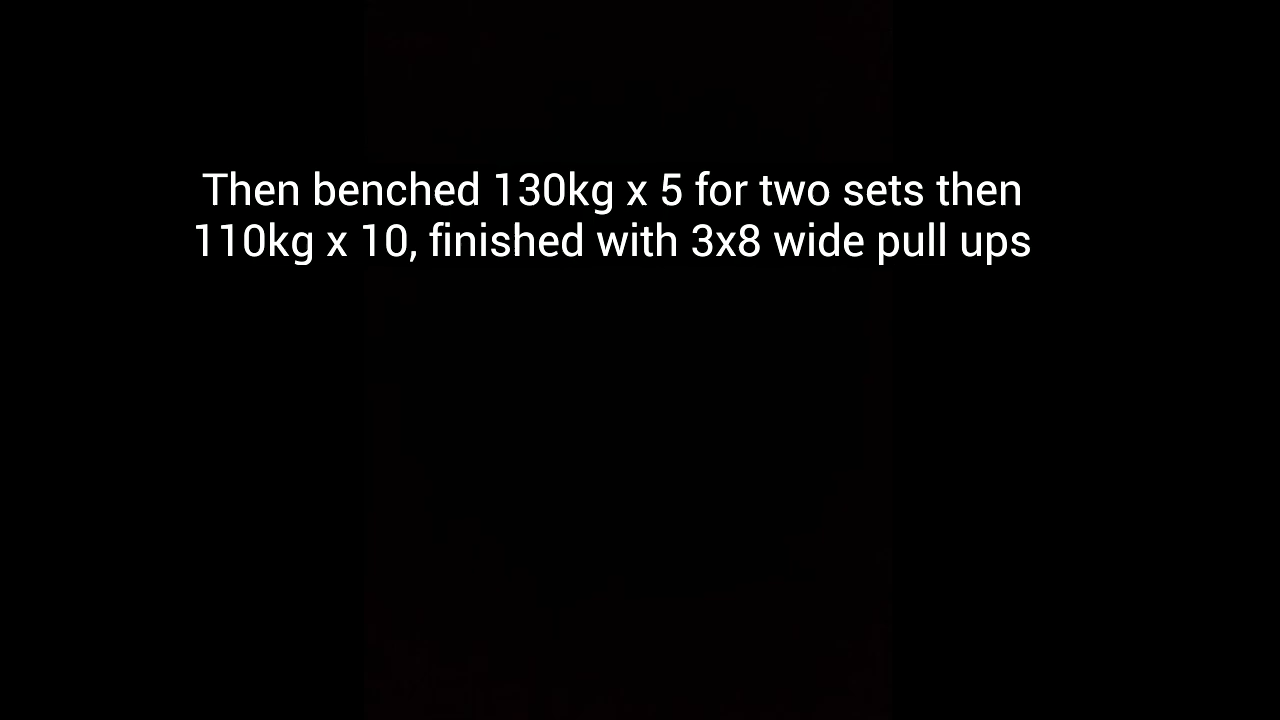 Then benched 130kg x 5 for two sets then
110kg x 10, finished with 3x8 wide pull ups